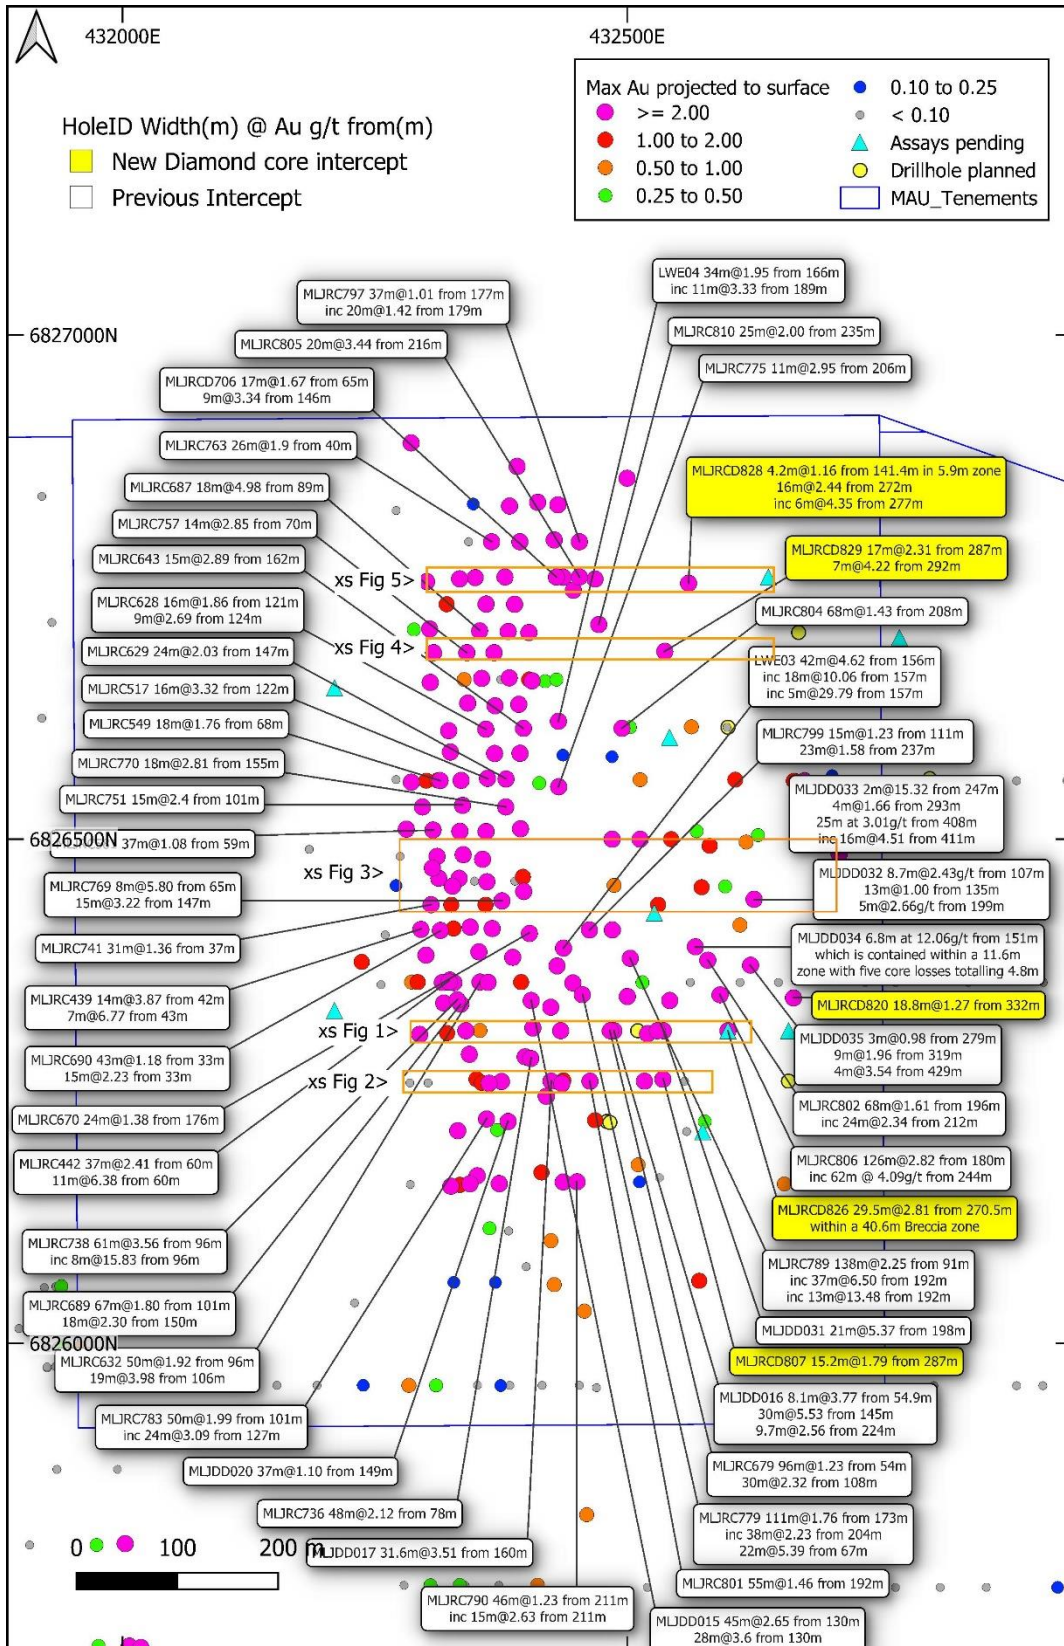 432000E
432500E
HoleID Width(m) @ Au g/t from(m)
New Diamond core intercept
Previous Intercept
Max Au projected to surface
>= 2.00
1.00 to 2.00
0.50 to 1.00
0.25 to 0.50
0.10 to 0.25
< 0.10
Assays pending
Drillhole planned
MAU_Tenements
6827000N
6826500N
6826000N
MLJRC797 37m@1.01 from 177m
inc 20m@1.42 from 179m
MLJRC805 20m@3.44 from 216m
MLJRCD706 17m@1.67 from 65m
9m@3.34 from 146m
MLJRC763 26m@1.9 from 40m
MLJRC687 18m@4.98 from 89m
MLJRC757 14m@2.85 from 70m
MLJRC643 15m@2.89 from 162m
MLJRC628 16m@1.86 from 121m
9m@2.69 from 124m
MLJRC629 24m@2.03 from 147m
MLJRC517 16m@3.32 from 122m
MLJRC549 18m@1.76 from 68m
MLJRC770 18m@2.81 from 155m
MLJRC751 15m@2.4 from 101m
37m@1.08 from 59m
MLJRC769 8m@5.80 from 65m
15m@3.22 from 147m
MLJRC741 31m@1.36 from 37m
MLJRC439 14m@3.87 from 42m
7m@6.77 from 43m
MLJRC690 43m@1.18 from 33m
15m@2.23 from 33m
MLJRC670 24m@1.38 from 176m
MLJRC442 37m@2.41 from 60m
11m@6.38 from 60m
MLJRC738 61m@3.56 from 96m
inc 8m@15.83 from 96m
MLJRC689 67m@1.80 from 101m
18m@2.30 from 150m
MLJRC632 50m@1.92 from 96m
19m@3.98 from 106m
MLJRC783 50m@1.99 from 101m
inc 24m@3.09 from 127m
MLJDD020 37m@1.10 from 149m
MLJRC736 48m@2.12 from 78m
MLJDD017 31.6m@3.51 from 160m
MLJRC790 46m@1.23 from 211m
inc 15m@2.63 from 211m
xs Fig 5>
xs Fig 4>
xs Fig 3>
xs Fig 1>
xs Fig 2>
LWE04 34m@1.95 from 166m
inc 11m@3.33 from 189m
MLJRC810 25m@2.00 from 235m
MLJRC775 11m@2.95 from 206m
MLJRCD828 4.2m@1.16 from 141.4m in 5.9m zone
16m@2.44 from 272m
inc 6m@4.35 from 277m
MLJRCD829 17m@2.31 from 287m
7m@4.22 from 292m
MLJRC804 68m@1.43 from 208m
LWE03 42m@4.62 from 156m
inc 18m@10.06 from 157m
inc 5m@29.79 from 157m
MLJRC799 15m@1.23 from 111m
23m@1.58 from 237m
MLJDD033 2m@15.32 from 247m
4m@1.66 from 293m
25m at 3.01g/t from 408m
inc 16m@4.51 from 411m
MLJDD032 8.7m@2.43g/t from 107m
13m@1.00 from 135m
5m@2.66g/t from 199m
MLJDD034 6.8m at 12.06g/t from 151m
which is contained within a 11.6m
zone with five core losses totalling 4.8m
MLJRCD820 18.8m@1.27 from 332m
MLJDD035 3m@0.98 from 279m
9m@1.96 from 319m
4m@3.54 from 429m
MLJRC802 68m@1.61 from 196m
inc 24m@2.34 from 212m
MLJRC806 126m@2.82 from 180m
inc 62m @ 4.09g/t from 244m
MLJRCD826 29.5m@2.81 from 270.5m
within a 40.6m Breccia zone
MLJRC789 138m@2.25 from 91m
inc 37m@6.50 from 192m
inc 13m@13.48 from 192m
MLJDD031 21m@5.37 from 198m
MLJRCD807 15.2m@1.79 from 287m
MLJDD016 8.1m@3.77 from 54.9m
30m@5.53 from 145m
9.7m@2.56 from 224m
MLJRC679 96m@1.23 from 54m
30m@2.32 from 108m
MLJRC779 111m@1.76 from 173m
inc 38m@2.23 from 204m
22m@5.39 from 67m
MLJRC801 55m@1.46 from 192m
MLJDD015 45m@2.65 from 130m
28m@3.6 from 130m
0 100 200 m